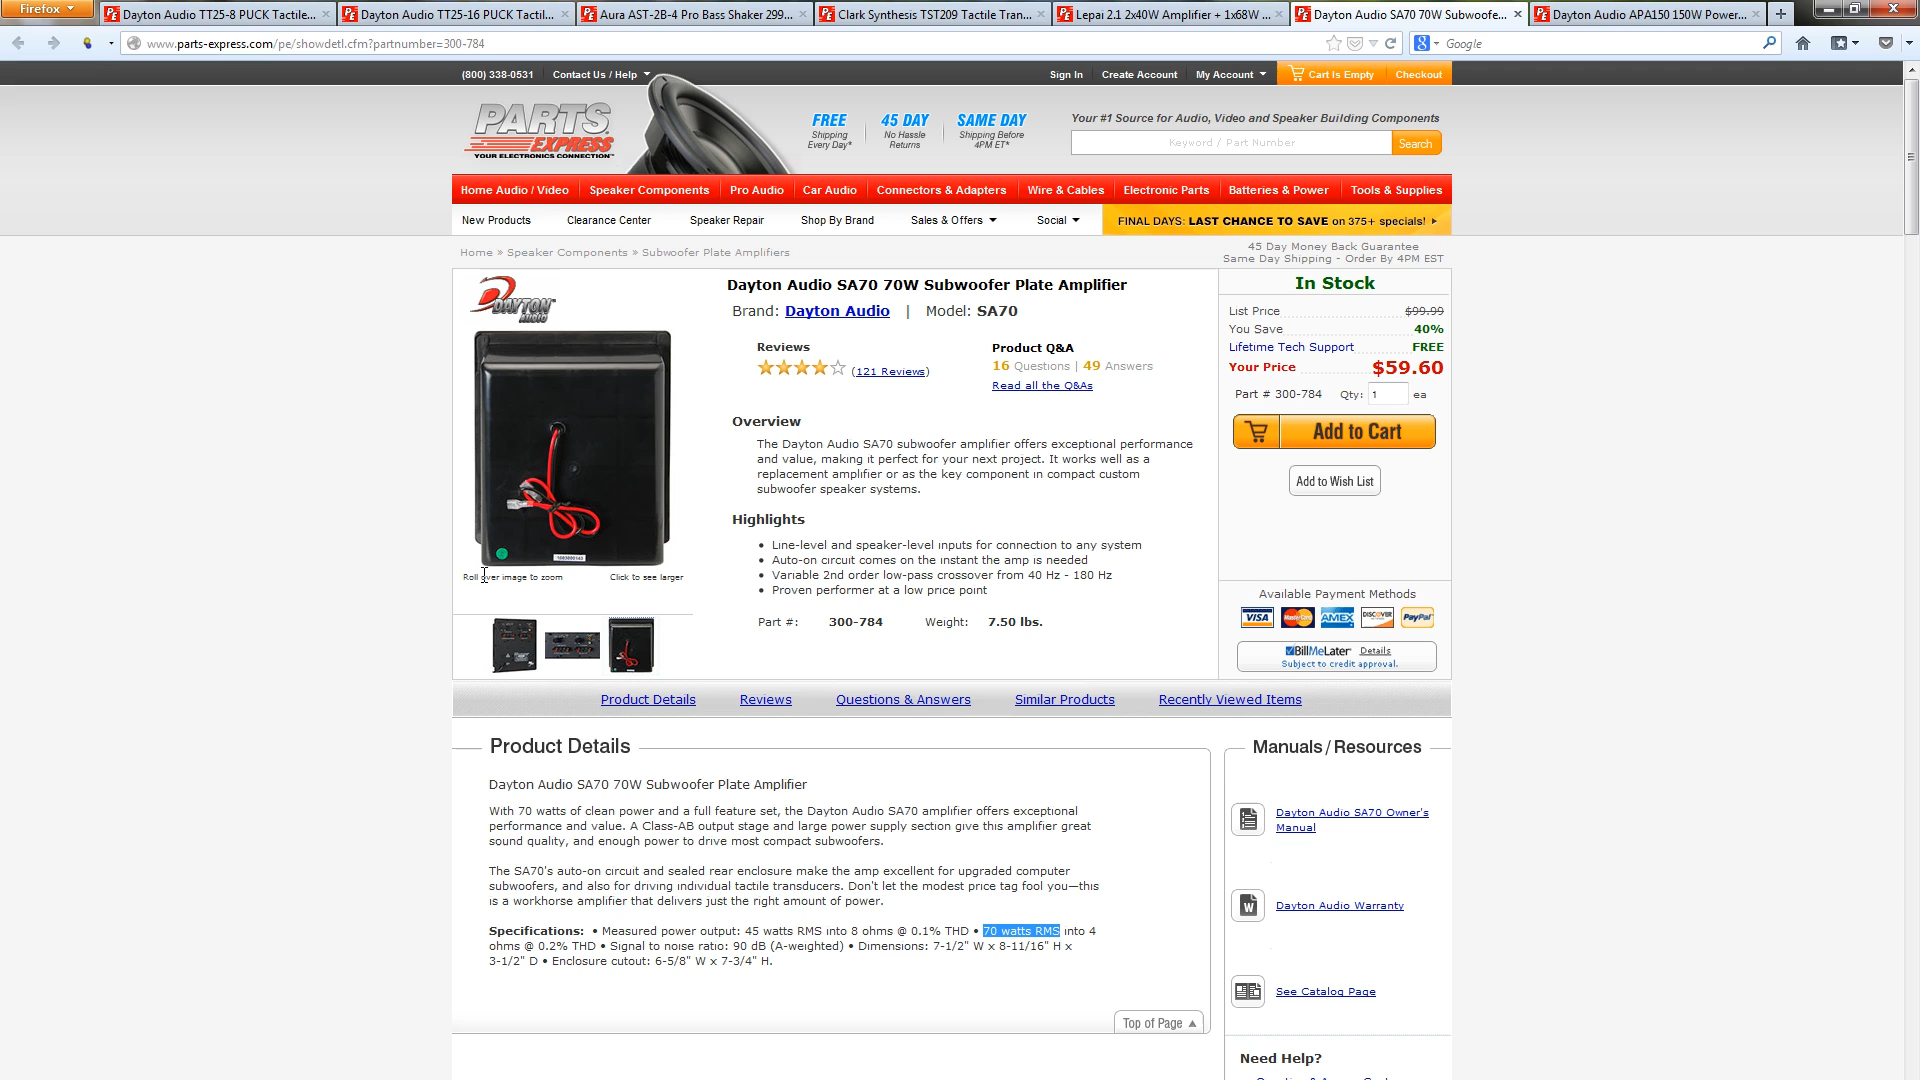 Firefox
Dayton Audio TT25-8 PUCK Tactile...
Dayton Audio TT25-16 PUCK Tactil...
Aura AST-2B-4 Pro Bass Shaker 299...
Clark Synthesis TST209 Tactile Tran...
Lepai 2.1 2x40W Amplifier + 1x68W ...
Dayton Audio SA70 70W Subwoofe...
Dayton Audio APA150 150W Power...
www.parts-express.com/pe/showdetl.cfm?partnumber=300-784
Google
(800) 338-0531
Contact Us / Help
Sign In
Create Account
My Account
Cart Is Empty
Checkout
PARTS
EXPRESS
YOUR ELECTRONICS CONNECTION
FREE
Shipping
Every Day*
45 DAY
No Hassle
Returns
SAME DAY
Shipping Before
4PM ET*
Your #1 Source for Audio, Video and Speaker Building Components
Keyword / Part Number
Search
Home Audio / Video
Speaker Components
Pro Audio
Car Audio
Connectors & Adapters
Wire & Cables
Electronic Parts
Batteries & Power
Tools & Supplies
New Products
Clearance Center
Speaker Repair
Shop By Brand
Sales & Offers
Social
FINAL DAYS: LAST CHANCE TO SAVE on 375+ specials!
Home » Speaker Components » Subwoofer Plate Amplifiers
45 Day Money Back Guarantee
Same Day Shipping - Order By 4PM EST
DAYTON
AUDIO
Roll over image to zoom
Click to see larger
Dayton Audio SA70 70W Subwoofer Plate Amplifier
Brand: Dayton Audio | Model: SA70
Reviews
(121 Reviews)
Product Q&A
16 Questions | 49 Answers
Read all the Q&As
Overview
The Dayton Audio SA70 subwoofer amplifier offers exceptional performance
and value, making it perfect for your next project. It works well as a
replacement amplifier or as the key component in compact custom
subwoofer speaker systems.
Highlights
• Line-level and speaker-level inputs for connection to any system
• Auto-on circuit comes on the instant the amp is needed
• Variable 2nd order low-pass crossover from 40 Hz - 180 Hz
• Proven performer at a low price point
Part #: 300-784 Weight: 7.50 lbs.
In Stock
List Price $99.99
You Save 40%
Lifetime Tech Support FREE
Your Price $59.60
Part # 300-784 Qty: 1 ea
Add to Cart
Add to Wish List
Available Payment Methods
VISA
MasterCard
AMEX
DISCOVER
PayPal
BillMeLater Details
Subject to credit approval.
Product Details
Reviews
Questions & Answers
Similar Products
Recently Viewed Items
Product Details
Dayton Audio SA70 70W Subwoofer Plate Amplifier
With 70 watts of clean power and a full feature set, the Dayton Audio SA70 amplifier offers exceptional
performance and value. A Class-AB output stage and large power supply section give this amplifier great
sound quality, and enough power to drive most compact subwoofers.
The SA70's auto-on circuit and sealed rear enclosure make the amp excellent for upgraded computer
subwoofers, and also for driving individual tactile transducers. Don't let the modest price tag fool you—this
is a workhorse amplifier that delivers just the right amount of power.
Specifications: • Measured power output: 45 watts RMS into 8 ohms @ 0.1% THD • 70 watts RMS into 4
ohms @ 0.2% THD • Signal to noise ratio: 90 dB (A-weighted) • Dimensions: 7-1/2" W x 8-11/16" H x
3-1/2" D • Enclosure cutout: 6-5/8" W x 7-3/4" H.
Top of Page
Manuals/Resources
Dayton Audio SA70 Owner's
Manual
Dayton Audio Warranty
See Catalog Page
Need Help?